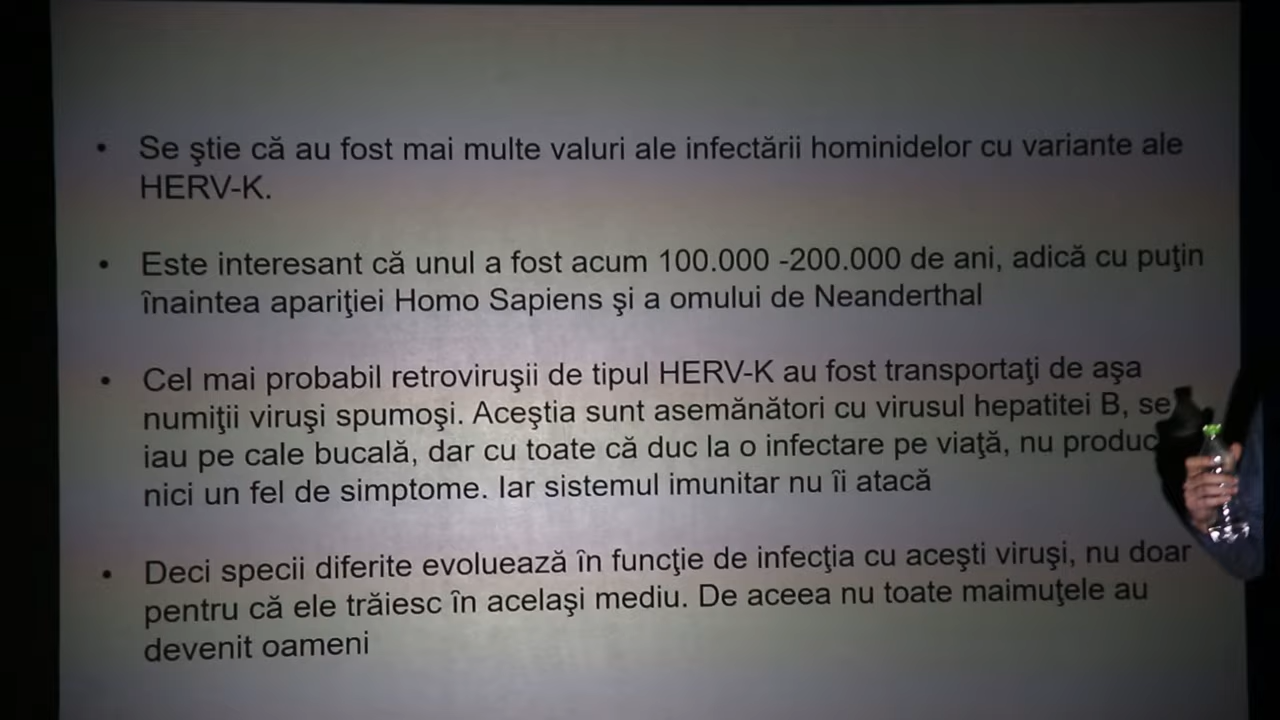 • Se ştie că au fost mai multe valuri ale infectării hominidelor cu variante ale
HERV-K.
• Este interesant că unul a fost acum 100.000 -200.000 de ani, adică cu puţin
înaintea apariţiei Homo Sapiens şi a omului de Neanderthal
• Cel mai probabil retroviruşii de tipul HERV-K au fost transportaţi de aşa
numiţii viruşi spumoşi. Aceştia sunt asemănători cu virusul hepatitei B, se
iau pe cale bucală, dar cu toate că duc la o infectare pe viaţă, nu produc
nici un fel de simptome. Iar sistemul imunitar nu îi atacă
• Deci specii diferite evoluează în funcţie de infecţia cu aceşti viruşi, nu doar
pentru că ele trăiesc în acelaşi mediu. De aceea nu toate maimuţele au
devenit oameni